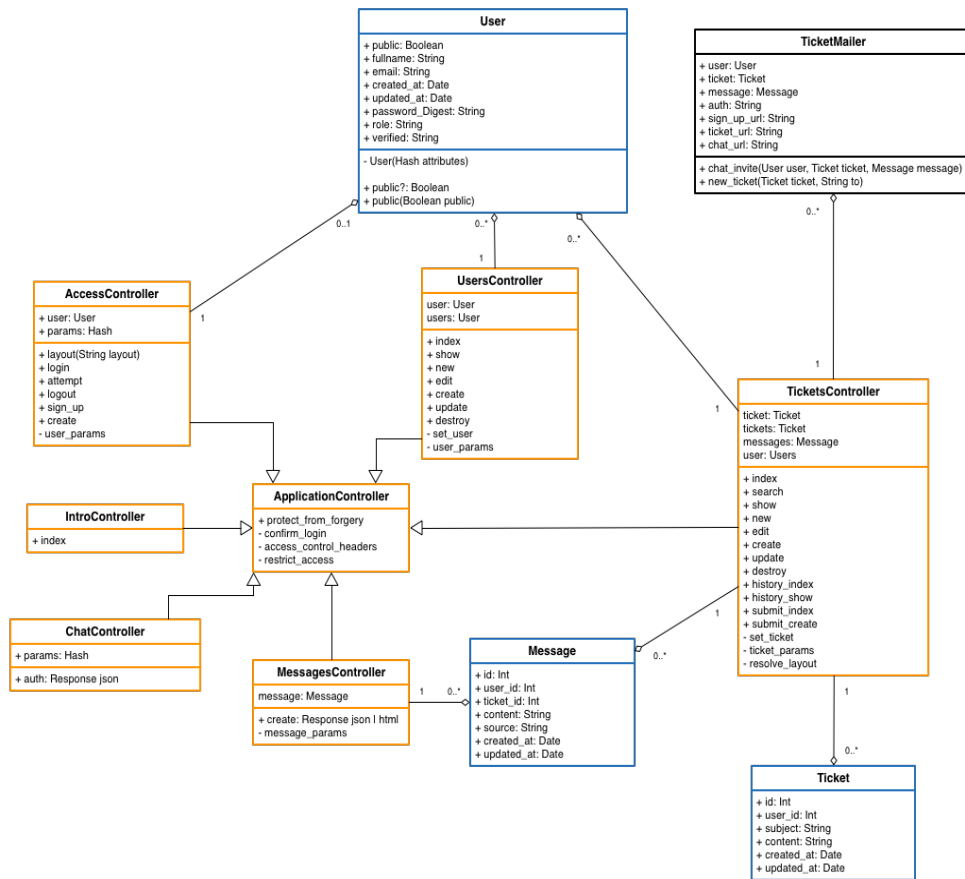 User
+ public: Boolean
+ fullname: String
+ email: String
+ created_at: Date
+ updated_at: Date
+ password_Digest: String
+ role: String
+ verified: String
- User(Hash attributes)
+ public?: Boolean
+ public(Boolean public)
TicketMailer
+ user: User
+ ticket: Ticket
+ message: Message
+ auth: String
+ sign_up_url: String
+ ticket_url: String
+ chat_url: String
+ chat_invite(User user, Ticket ticket, Message message)
+ new_ticket(Ticket ticket, String to)
0..1
0..*
0..*
0..*
1
1
1
1
AccessController
+ user: User
+ params: Hash
+ layout(String layout)
+ login
+ attempt
+ logout
+ sign_up
+ create
- user_params
UsersController
user: User
users: User
+ index
+ show
+ new
+ edit
+ create
+ update
+ destroy
- set_user
- user_params
TicketsController
ticket: Ticket
tickets: Ticket
messages: Message
user: Users
+ index
+ search
+ show
+ new
+ edit
+ create
+ update
+ destroy
+ history_index
+ history_show
+ submit_index
+ submit_create
- set_ticket
- ticket_params
- resolve_layout
ApplicationController
+ protect_from_forgery
- confirm_login
- access_control_headers
- restrict_access
IntroController
+ index
ChatController
+ params: Hash
+ auth: Response json
MessagesController
message: Message
+ create: Response json | html
- message_params
1
0..*
Message
+ id: Int
+ user_id: Int
+ ticket_id: Int
+ content: String
+ source: String
+ created_at: Date
+ updated_at: Date
1
0..*
1
0..*
Ticket
+ id: Int
+ user_id: Int
+ subject: String
+ content: String
+ created_at: Date
+ updated_at: Date